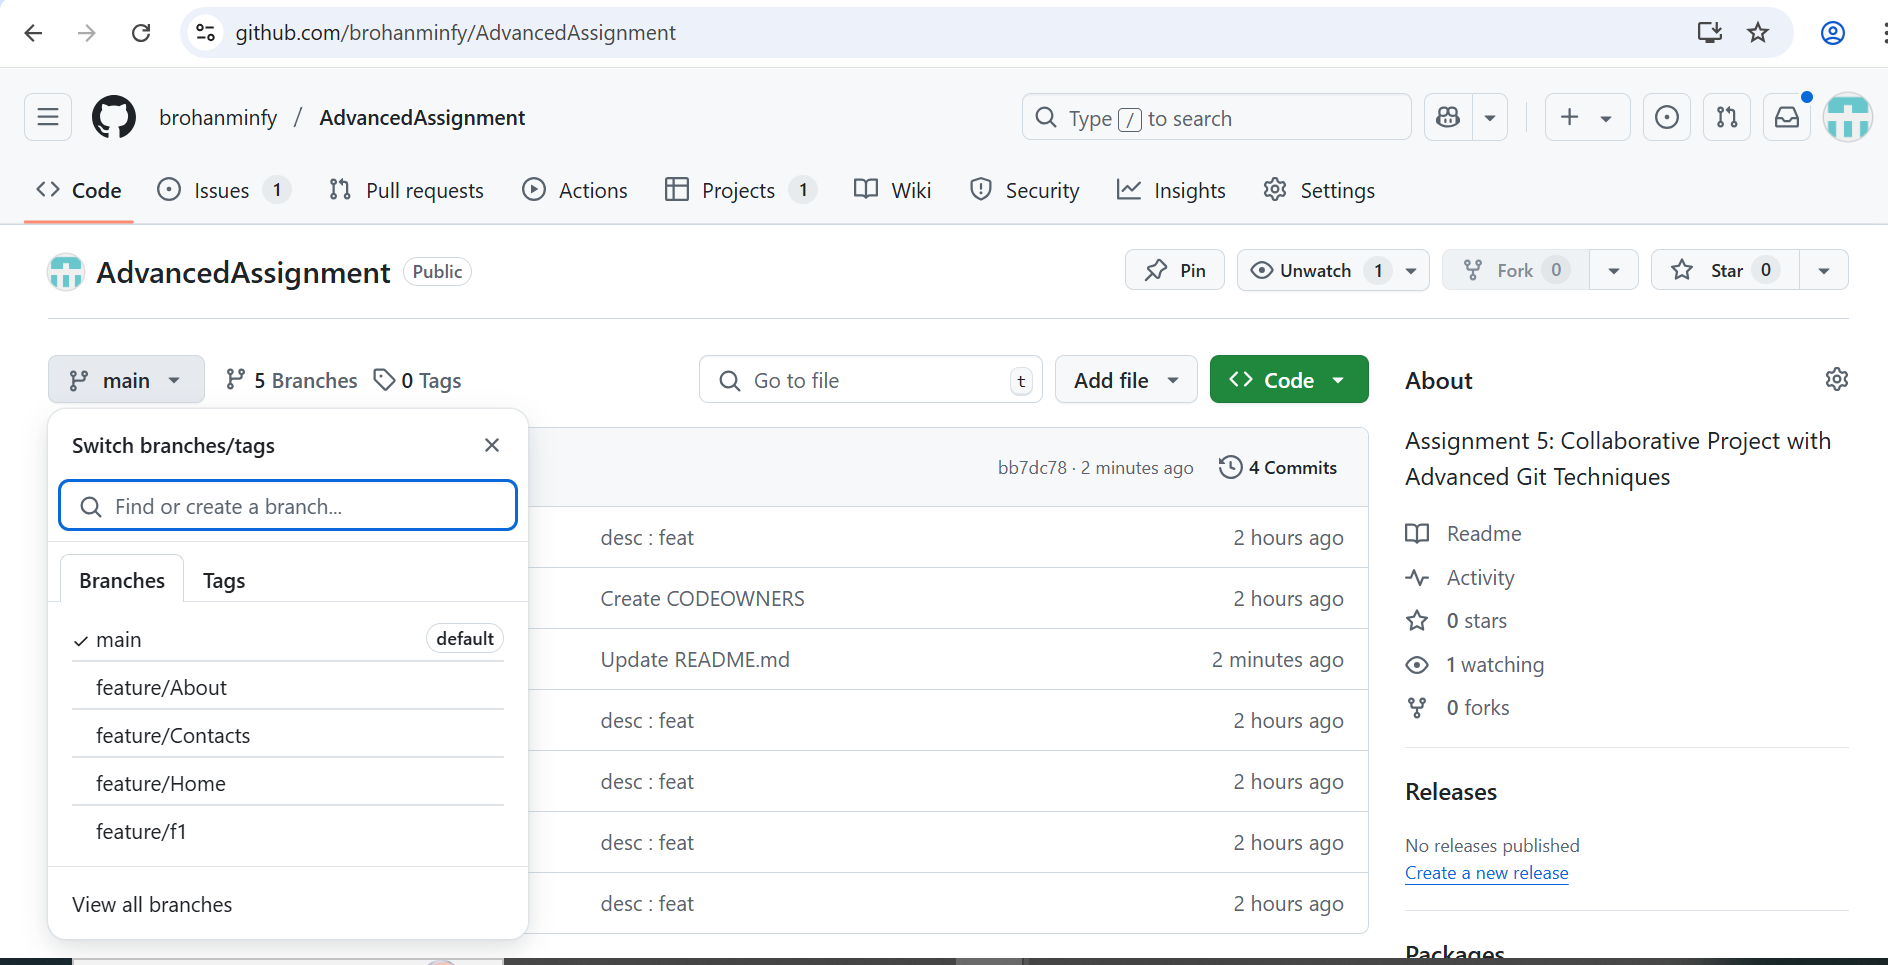 github.com/brohanminfy/AdvancedAssignment
brohanminfy / AdvancedAssignment
Type / to search
Code
Issues 1
Pull requests
Actions
Projects 1
Wiki
Security
Insights
Settings
AdvancedAssignment Public
Pin
Unwatch 1
Fork 0
Star 0
main
5 Branches
0 Tags
Go to file t
Add file
Code
Switch branches/tags
Find or create a branch...
Branches
Tags
main default
feature/About
feature/Contacts
feature/Home
feature/f1
View all branches
bb7dc78 · 2 minutes ago
4 Commits
desc : feat 2 hours ago
Create CODEOWNERS 2 hours ago
Update README.md 2 minutes ago
desc : feat 2 hours ago
desc : feat 2 hours ago
desc : feat 2 hours ago
desc : feat 2 hours ago
About
Assignment 5: Collaborative Project with
Advanced Git Techniques
Readme
Activity
0 stars
1 watching
0 forks
Releases
No releases published
Create a new release
Packages